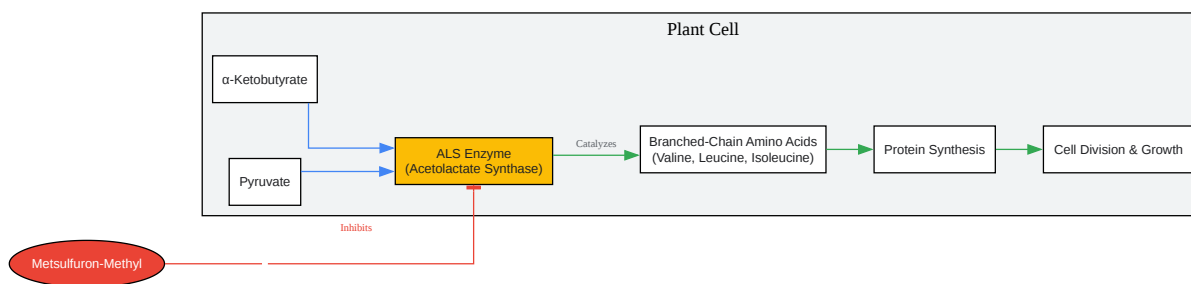 Plant Cell
α-Ketobutyrate
Pyruvate
ALS Enzyme
(Acetolactate Synthase)
Catalyzes
Branched-Chain Amino Acids
(Valine, Leucine, Isoleucine)
Protein Synthesis
Cell Division & Growth
Inhibits
Metsulfuron-Methyl